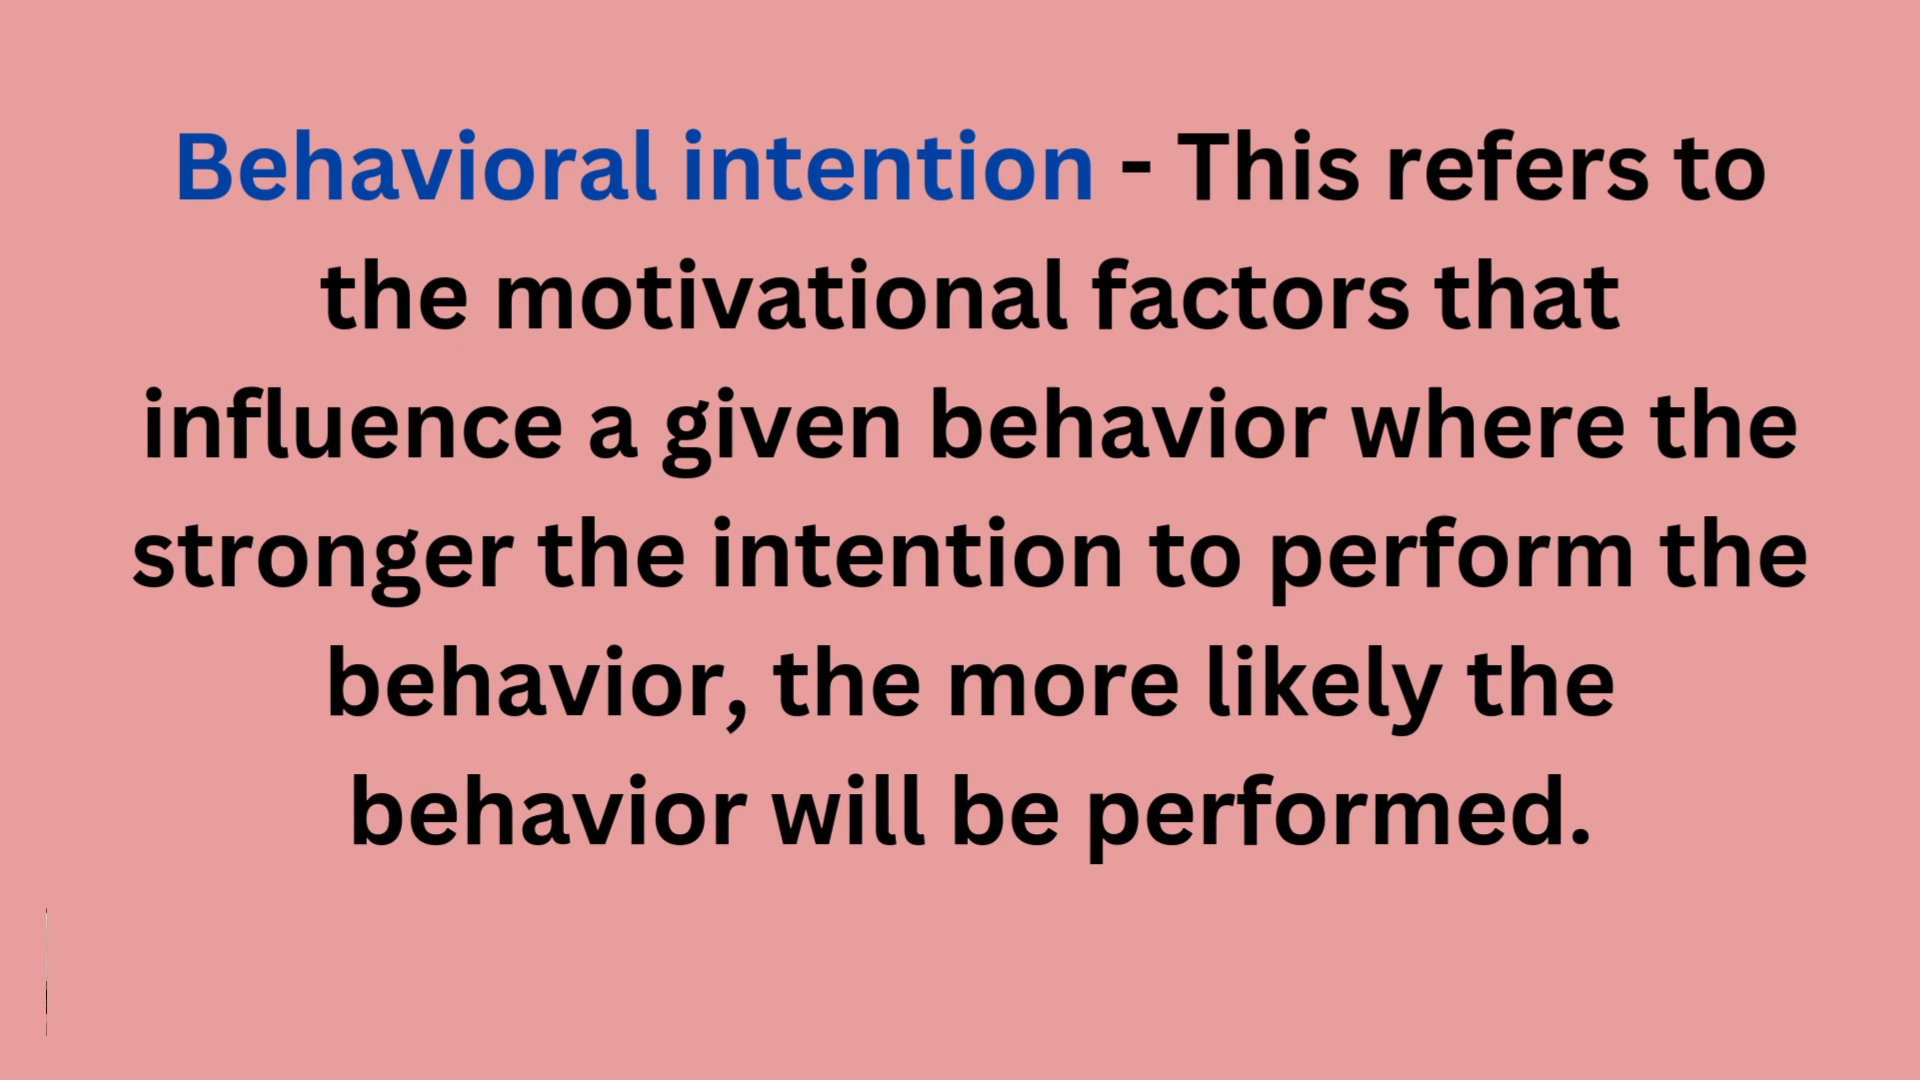 Behavioral intention - This refers to
the motivational factors that
influence a given behavior where the
stronger the intention to perform the
behavior, the more likely the
behavior will be performed.